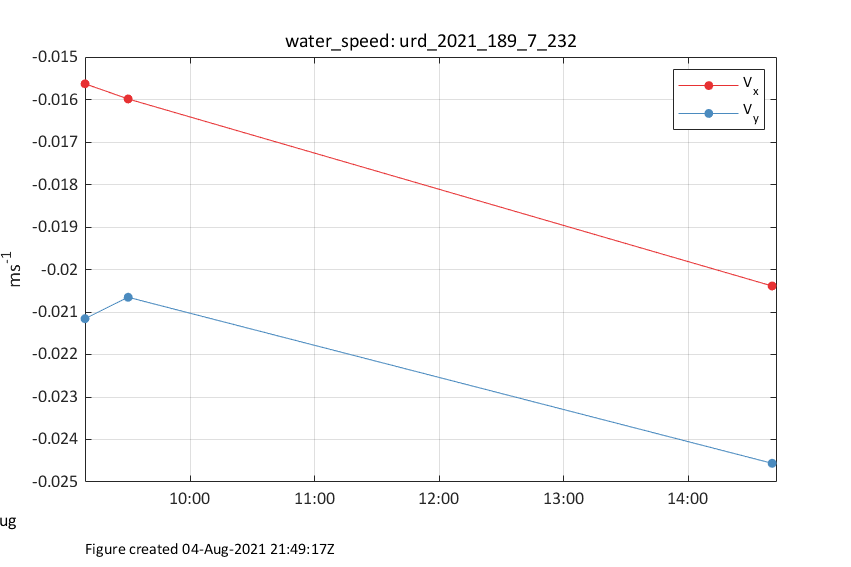 water_speed: urd_2021_189_7_232
-0.015
-0.016
-0.017
-0.018
-0.019
-0.02
-0.021
-0.022
-0.023
-0.024
-0.025
ms-1
Vx
Vy
10:00
11:00
12:00
13:00
14:00
ug
Figure created 04-Aug-2021 21:49:17Z